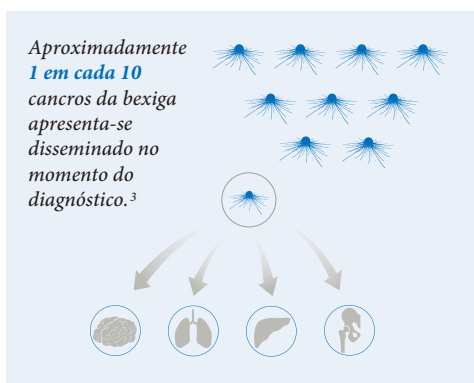 Aproximadamente
1 em cada 10
cancros da bexiga
apresenta-se
disseminado no
momento do
diagnóstico.³